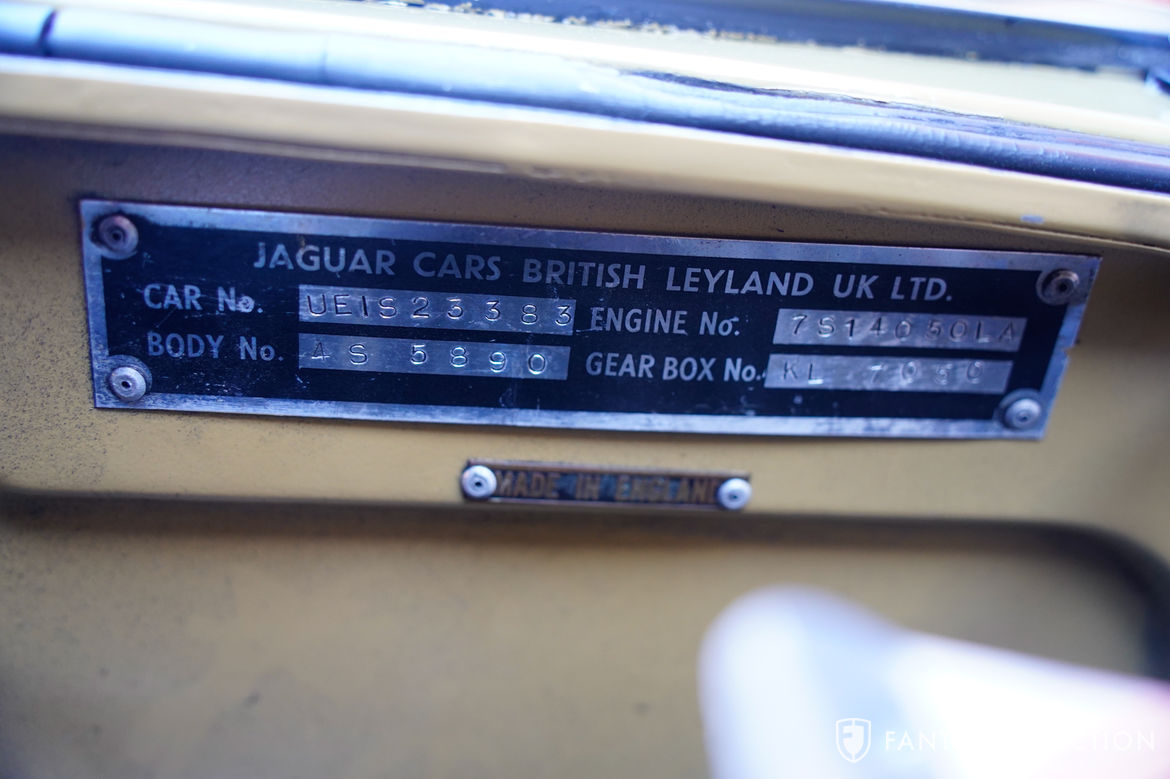 JAGUAR CARS BRITISH LEYLAND UK LTD.
CAR No. UE1S23383 ENGINE No. 7S14050LA
BODY No. 4S 5890 GEAR BOX No. KL
MADE IN ENGLAND